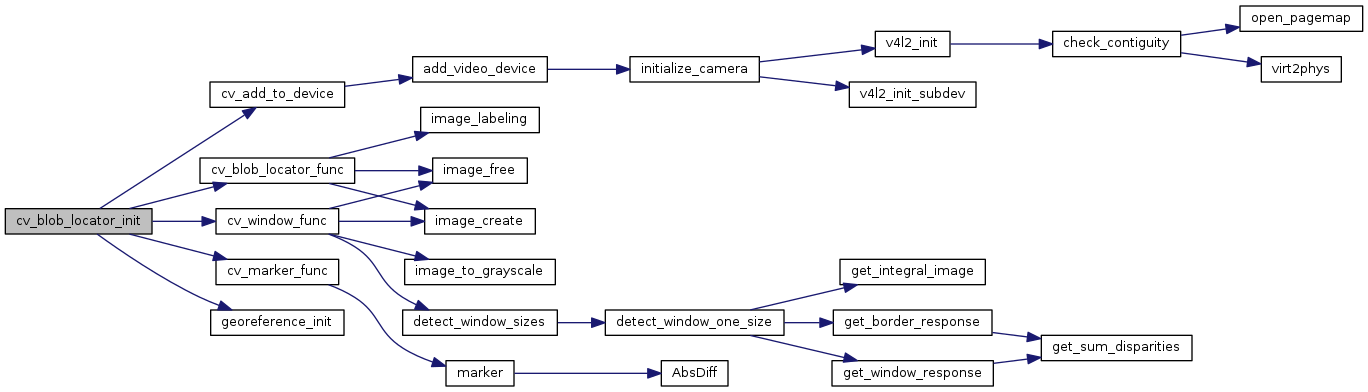 cv_blob_locator_init
cv_add_to_device
add_video_device
initialize_camera
v4l2_init
check_contiguity
open_pagemap
virt2phys
v4l2_init_subdev
cv_blob_locator_func
image_labeling
image_free
image_create
cv_window_func
image_to_grayscale
detect_window_sizes
detect_window_one_size
get_integral_image
get_border_response
get_sum_disparities
get_window_response
cv_marker_func
marker
AbsDiff
georeference_init